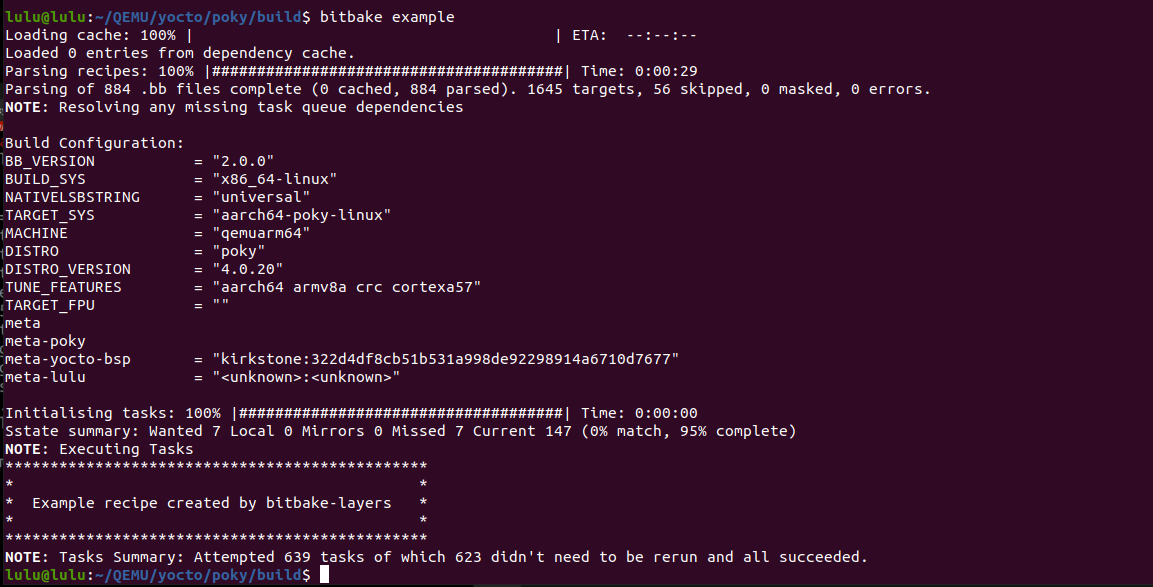 lulu@lulu:~/QEMU/yocto/poky/build$ bitbake example
Loading cache: 100% |                                         | ETA:  --:--:--
Loaded 0 entries from dependency cache.
Parsing recipes: 100% |#######################################| Time: 0:00:29
Parsing of 884 .bb files complete (0 cached, 884 parsed). 1645 targets, 56 skipped, 0 masked, 0 errors.
NOTE: Resolving any missing task queue dependencies

Build Configuration:
BB_VERSION           = "2.0.0"
BUILD_SYS            = "x86_64-linux"
NATIVELSBSTRING      = "universal"
TARGET_SYS           = "aarch64-poky-linux"
MACHINE              = "qemuarm64"
DISTRO               = "poky"
DISTRO_VERSION       = "4.0.20"
TUNE_FEATURES        = "aarch64 armv8a crc cortexa57"
TARGET_FPU           = ""
meta
meta-poky
meta-yocto-bsp       = "kirkstone:322d4df8cb51b531a998de92298914a6710d7677"
meta-lulu            = "<unknown>:<unknown>"

Initialising tasks: 100% |####################################| Time: 0:00:00
Sstate summary: Wanted 7 Local 0 Mirrors 0 Missed 7 Current 147 (0% match, 95% complete)
NOTE: Executing Tasks
***********************************************
*                                             *
*  Example recipe created by bitbake-layers   *
*                                             *
***********************************************
NOTE: Tasks Summary: Attempted 639 tasks of which 623 didn't need to be rerun and all succeeded.
lulu@lulu:~/QEMU/yocto/poky/build$